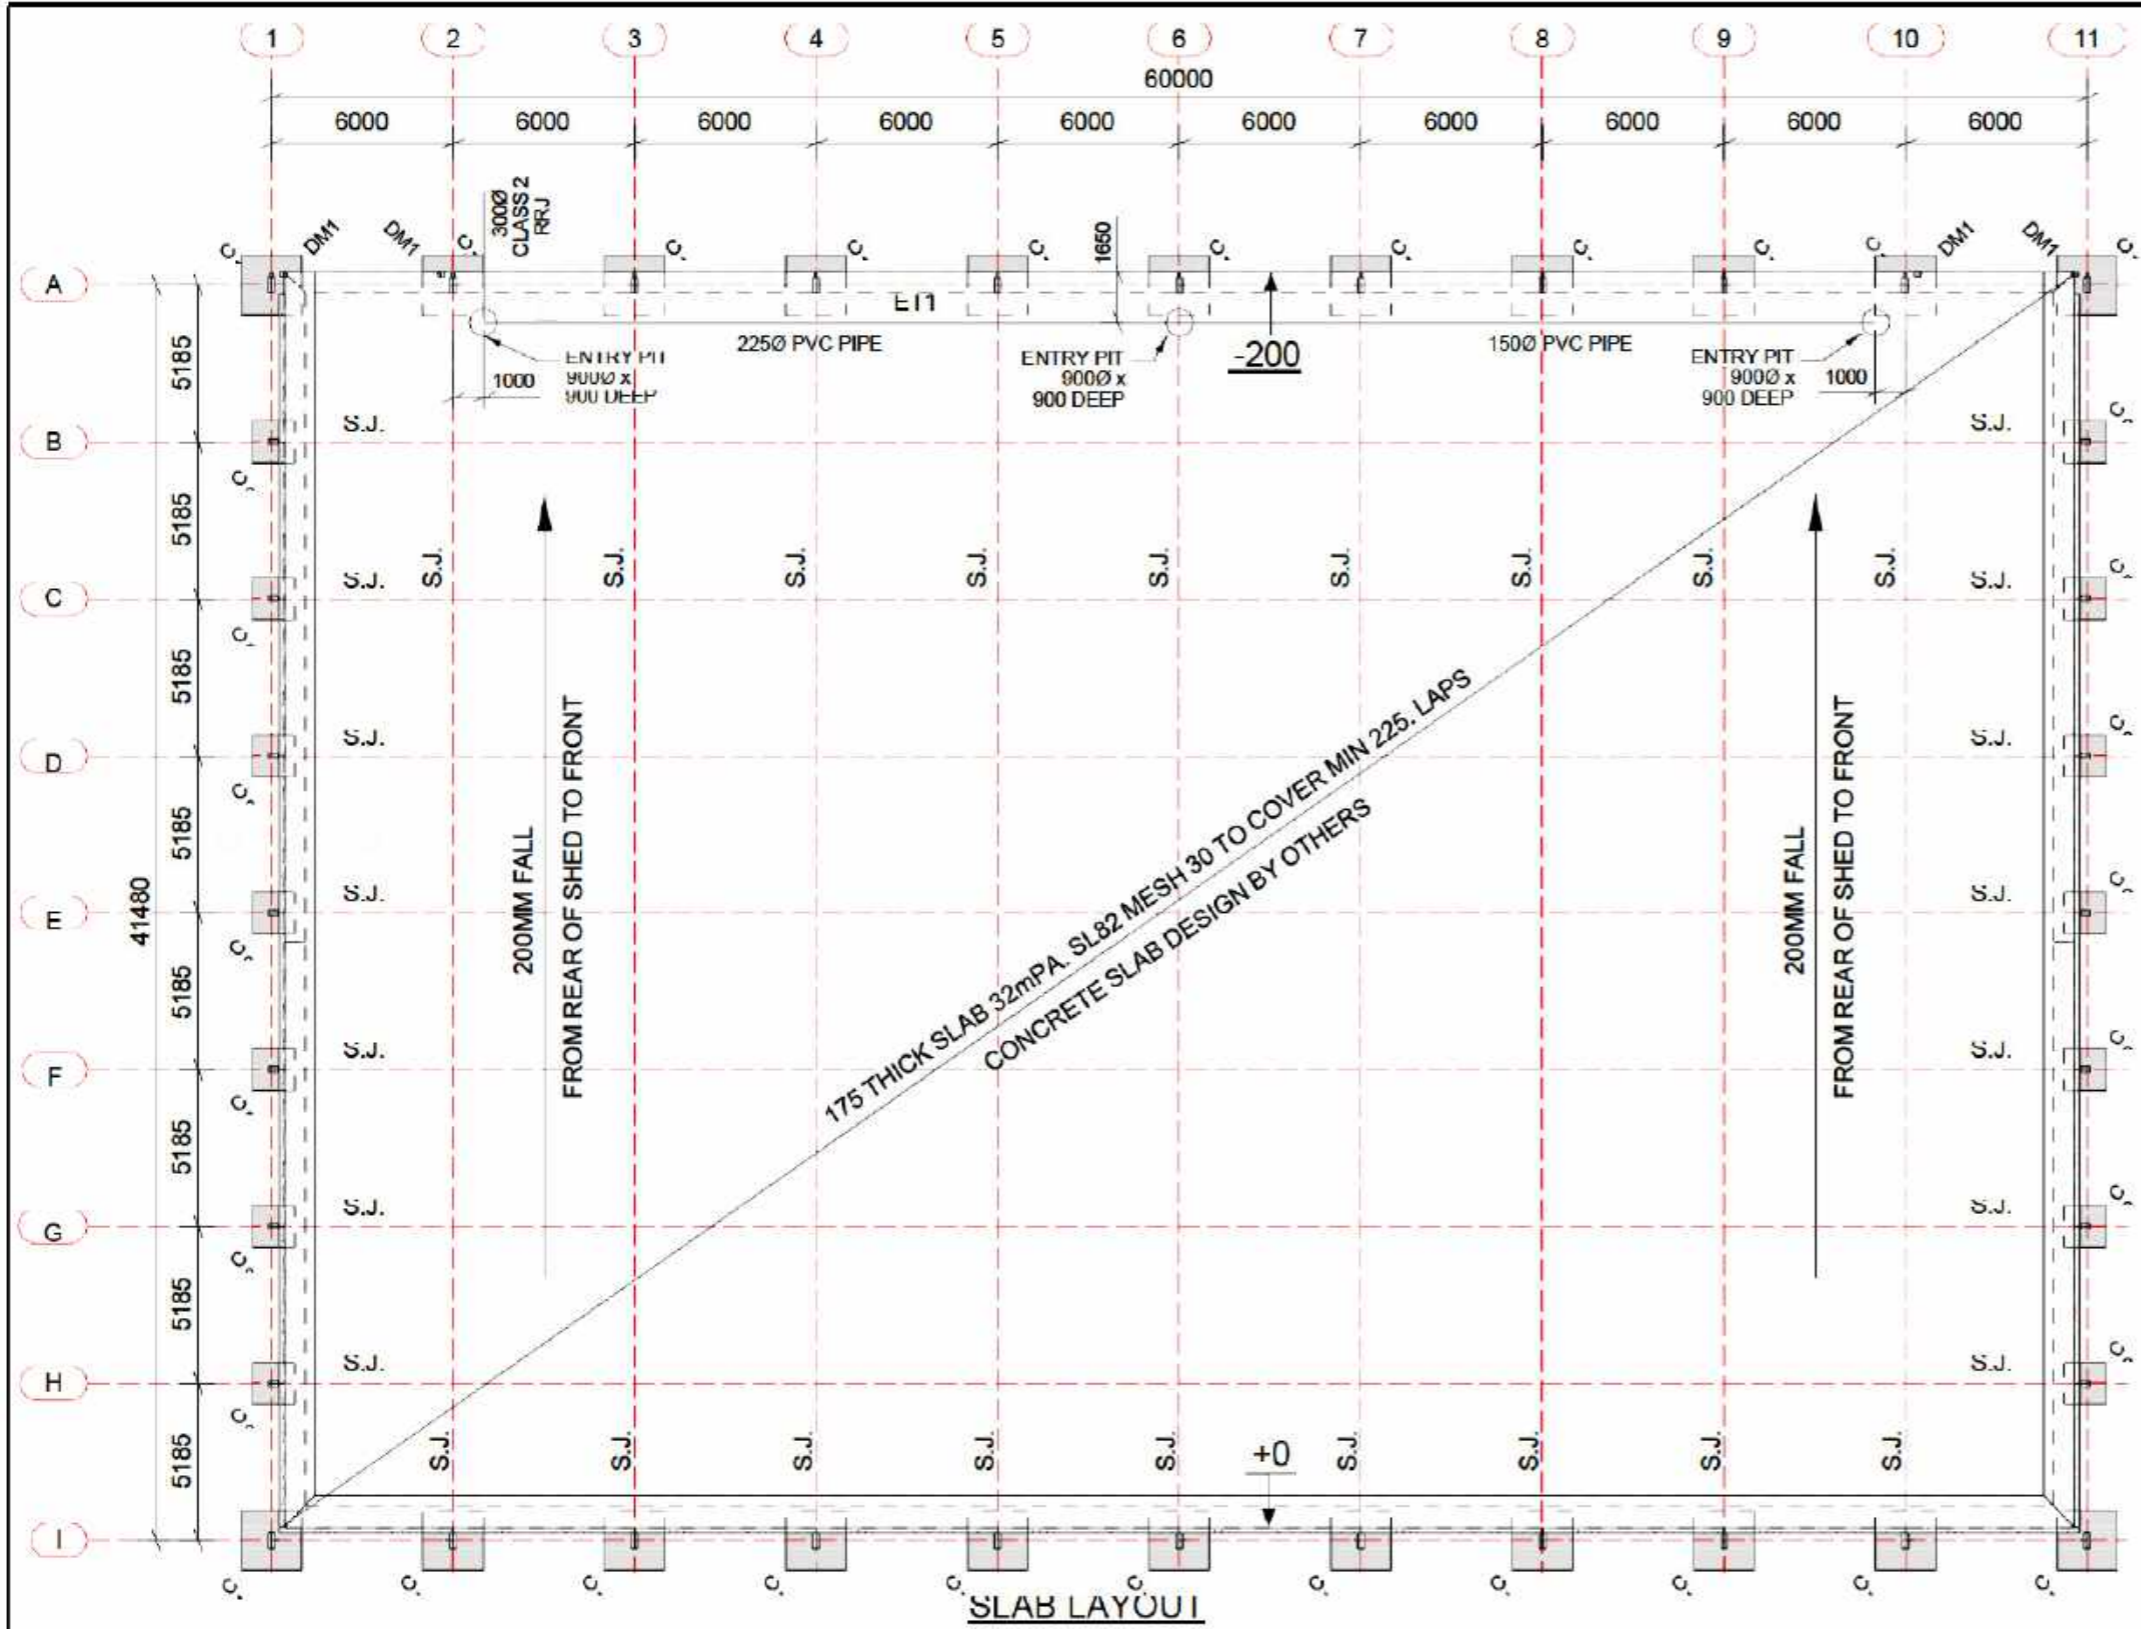 1 2 3 4 5 6 7 8 9 10 11
60000
6000 6000 6000 6000 6000 6000 6000 6000 6000 6000
300Ø
CLASS 2
RRJ
DM1 DM1 1650 DM1 DM1
A
ET1
225Ø PVC PIPE
150Ø PVC PIPE
-200
ENTRY PIT
900Ø x
900 DEEP
1000
ENTRY PIT
900Ø x
900 DEEP
ENTRY PIT
900Ø x
900 DEEP
1000
5185
B S.J. S.J.
5185
S.J. S.J. S.J. S.J. S.J. S.J. S.J. S.J. S.J.
C S.J. S.J.
5185
D S.J. S.J.
5185
41480
E S.J. S.J.
200MM FALL
FROM REAR OF SHED TO FRONT
175 THICK SLAB 32mPA. SL82 MESH 30 TO COVER MIN 225. LAPS
CONCRETE SLAB DESIGN BY OTHERS
200MM FALL
FROM REAR OF SHED TO FRONT
5185
F S.J. S.J.
5185
G S.J. S.J.
5185
H S.J. S.J.
5185
S.J. S.J. S.J. S.J. S.J. S.J. S.J. S.J. S.J.
+0
I
SLAB LAYOUT